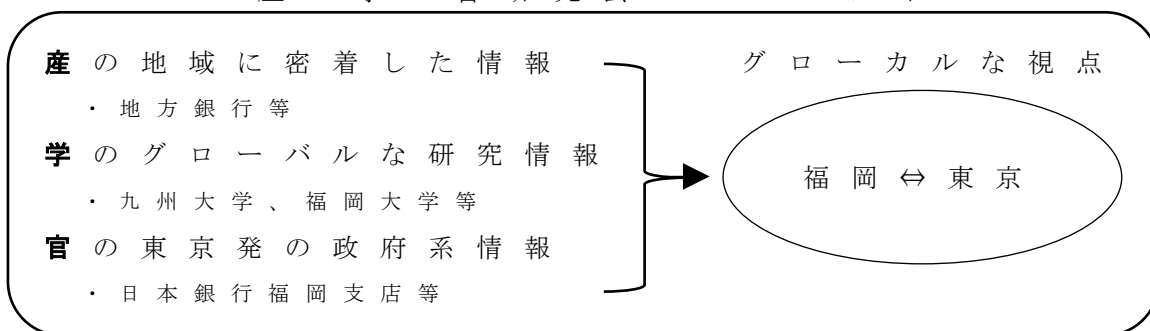 産の地域に密着した情報
・地方銀行等
学のグローバルな研究情報
・九州大学、福岡大学等
官の東京発の政府系情報
・日本銀行福岡支店等
グローカルな視点
福岡⇔東京